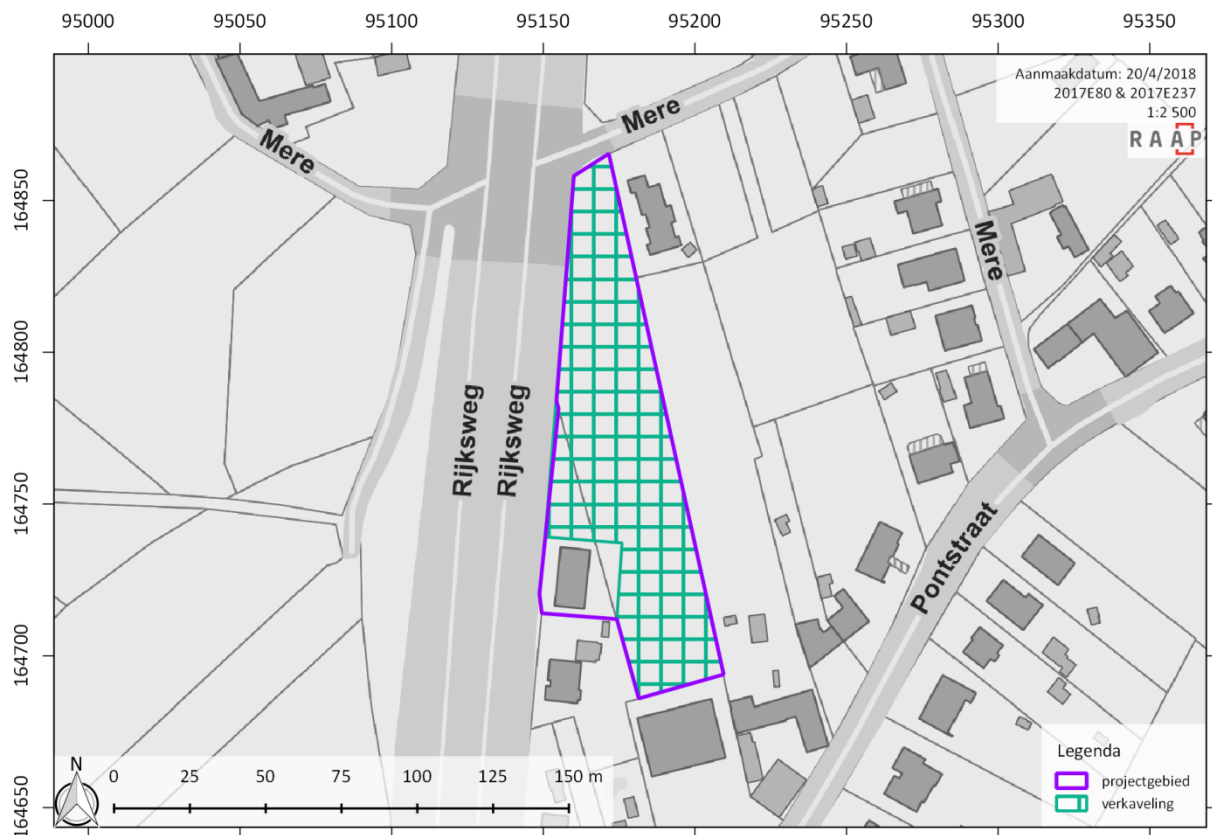 95000 95050 95100 95150 95200 95250 95300 95350
Aanmaakdatum: 20/4/2018
2017E80 & 2017E237
1:2 500
RAAP
Mere
Mere
Mere
164850
164800
164750
164700
164650
Rijksweg
Rijksweg
Pontstraat
N
0 25 50 75 100 125 150 m
Legenda
projectgebied
verkaveling